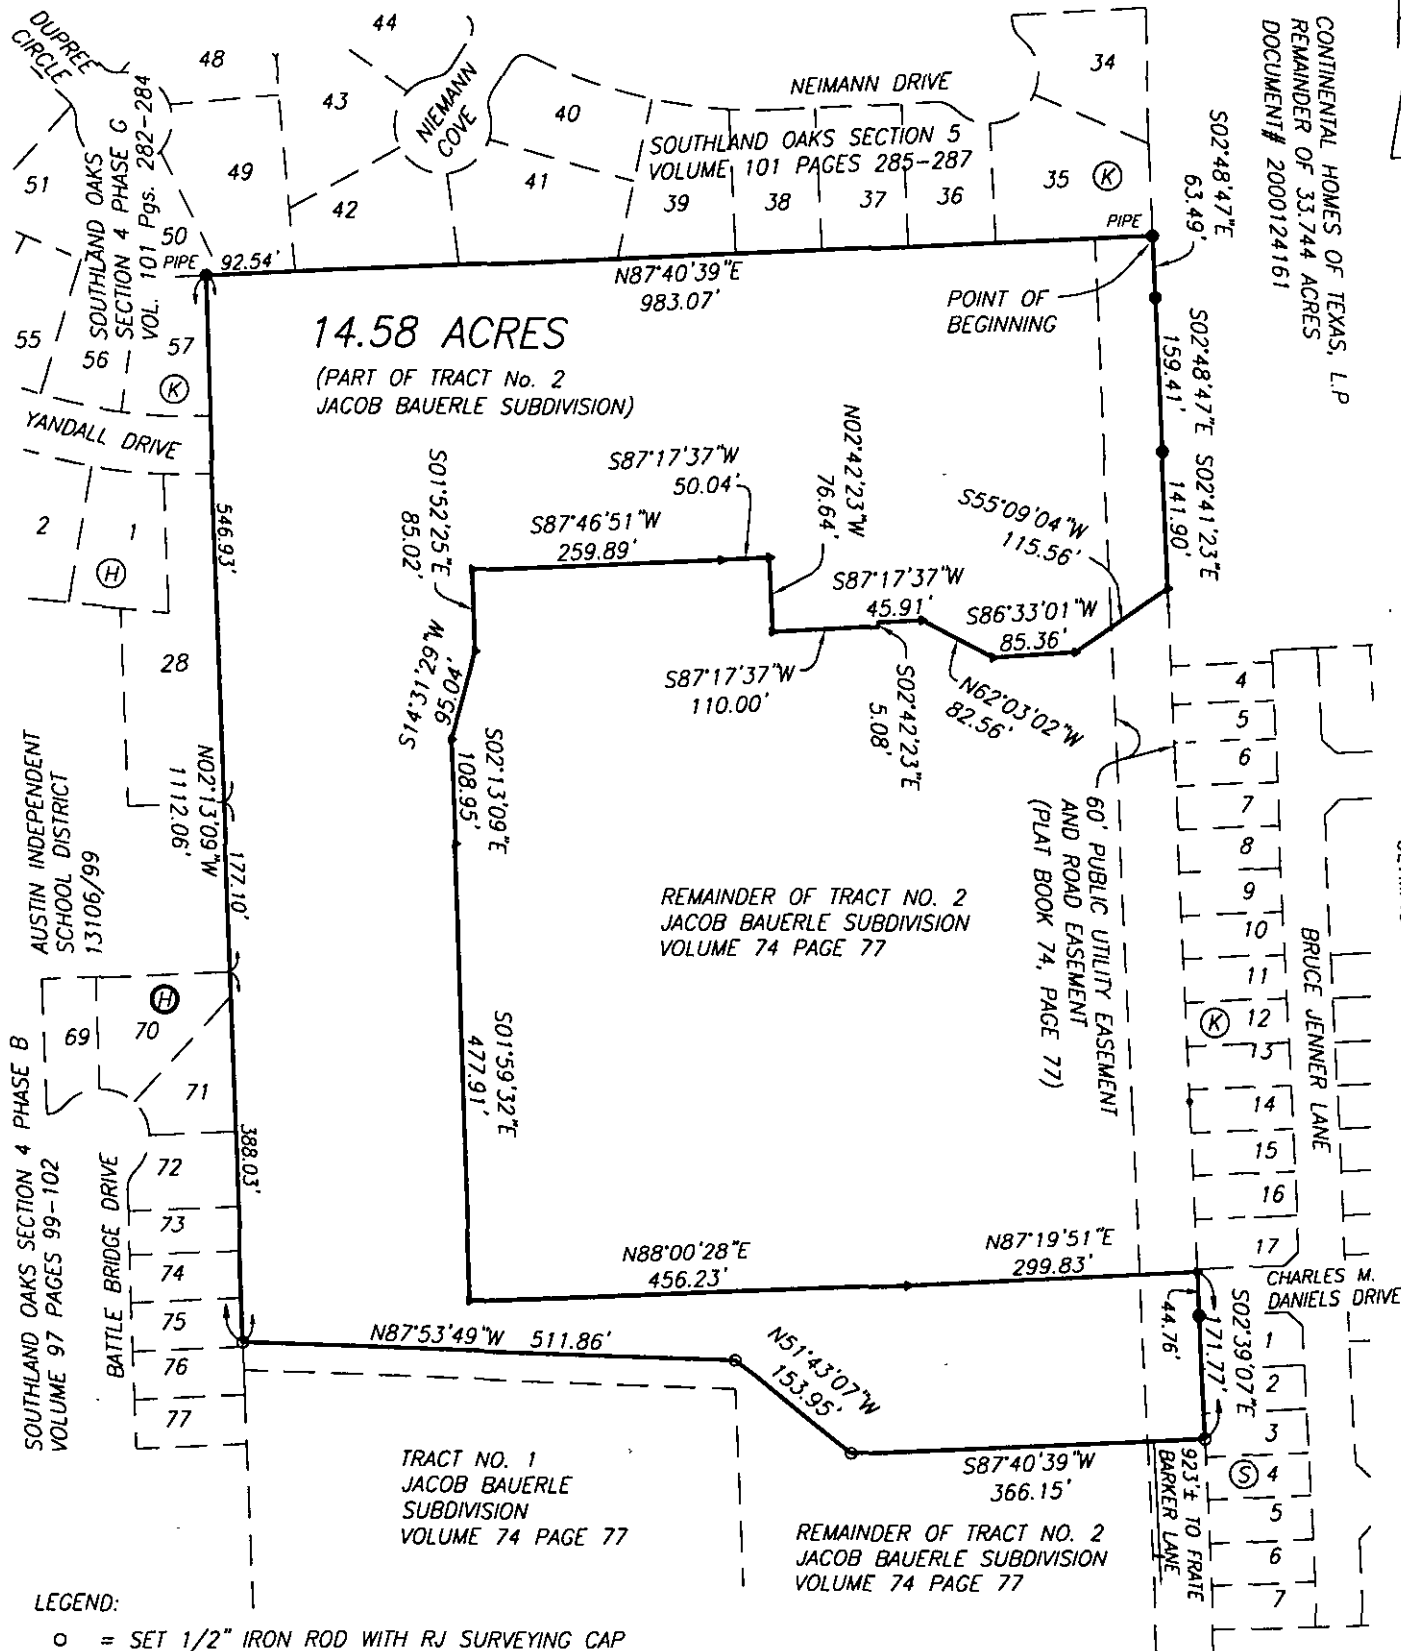 DUPREE
CIRCLE
44
48
43
49
51
NIEMANN
COVE
40
41
42
NEIMANN DRIVE
34
SOUTHLAND OAKS SECTION 5
VOLUME 101 PAGES 285-287
39
38
37
36
35
K
CONTINENTAL HOMES OF TEXAS, L.P
REMAINDER OF 33.744 ACRES
DOCUMENT# 2000124161
S02°48'47"E
63.49'
SOUTHLAND OAKS
SECTION 4 PHASE G
VOL. 101 Pgs. 282-284
50
PIPE
92.54'
N87°40'39"E
983.07'
PIPE
POINT OF
BEGINNING
55
56
57
K
14.58 ACRES
(PART OF TRACT No. 2
JACOB BAUERLE SUBDIVISION)
S02°48'47"E
159.41'
S02°41'23"E
141.90'
YANDALL DRIVE
2
1
H
28
546.93'
S01°52'25"E
85.02'
S87°17'37"W
50.04'
S87°46'51"W
259.89'
N02°42'23"W
76.64'
S55°09'04"W
115.56'
S87°17'37"W
45.91'
S86°33'01"W
85.36'
S87°17'37"W
110.00'
S02°42'23"E
5.08'
N62°03'02"W
82.56'
S14°31'29"W
95.04'
S02°13'09"E
108.95'
AUSTIN INDEPENDENT
SCHOOL DISTRICT
13106/99
N02°13'09"W
1112.06'
177.10'
REMAINDER OF TRACT NO. 2
JACOB BAUERLE SUBDIVISION
VOLUME 74 PAGE 77
60' PUBLIC UTILITY EASEMENT
AND ROAD EASEMENT
(PLAT BOOK 74, PAGE 77)
4
5
6
7
8
9
10
11
12
13
14
15
16
17
K
BRUCE JENNER LANE
69
70
H
71
72
73
74
75
76
77
SOUTHLAND OAKS SECTION 4 PHASE B
VOLUME 97 PAGES 99-102
BATTLE BRIDGE DRIVE
388.03'
S01°59'32"E
477.91'
N88°00'28"E
456.23'
N87°19'51"E
299.83'
CHARLES M.
DANIELS DRIVE
44.76'
171.77'
S02°39'07"E
N87°53'49"W 511.86'
N51°43'07"W
153.95'
S87°40'39"W
366.15'
923'± TO FRATE
BARKER LANE
1
2
3
S
4
5
6
7
TRACT NO. 1
JACOB BAUERLE
SUBDIVISION
VOLUME 74 PAGE 77
REMAINDER OF TRACT NO. 2
JACOB BAUERLE SUBDIVISION
VOLUME 74 PAGE 77
LEGEND:
o = SET 1/2" IRON ROD WITH RJ SURVEYING CAP